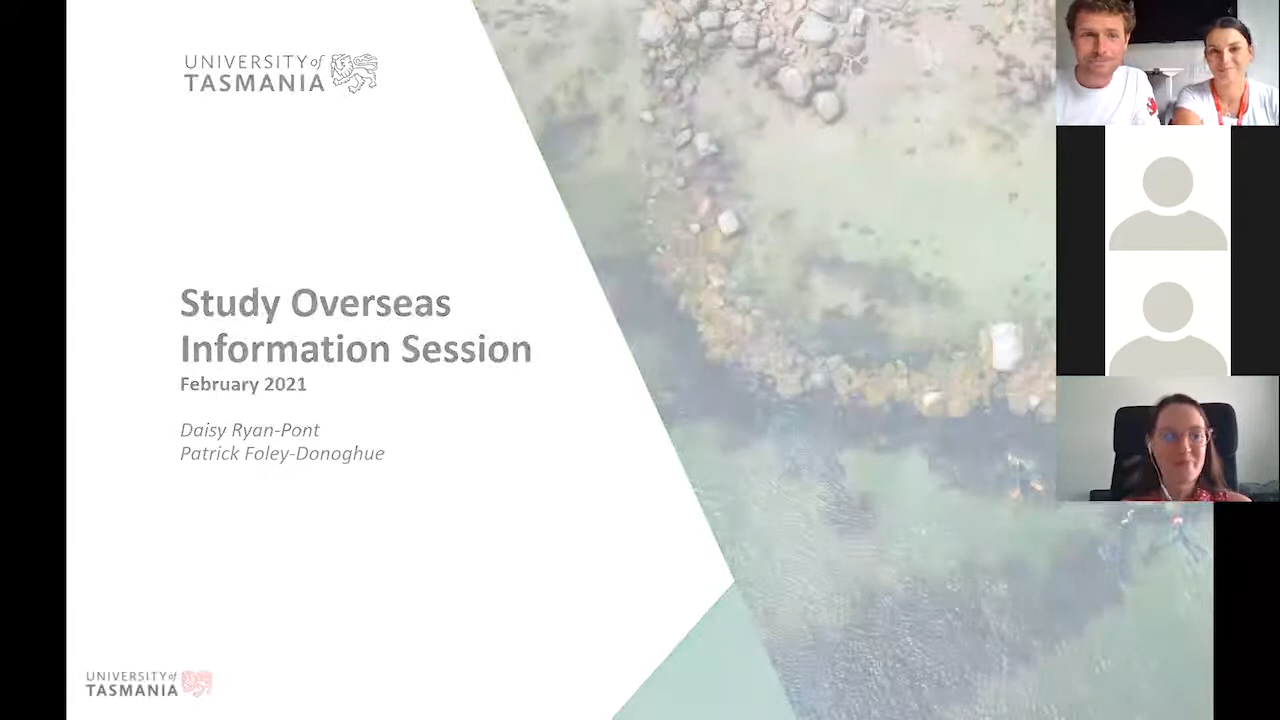 UNIVERSITY of
TASMANIA
Study Overseas
Information Session
February 2021
Daisy Ryan-Pont
Patrick Foley-Donoghue
UNIVERSITY of
TASMANIA